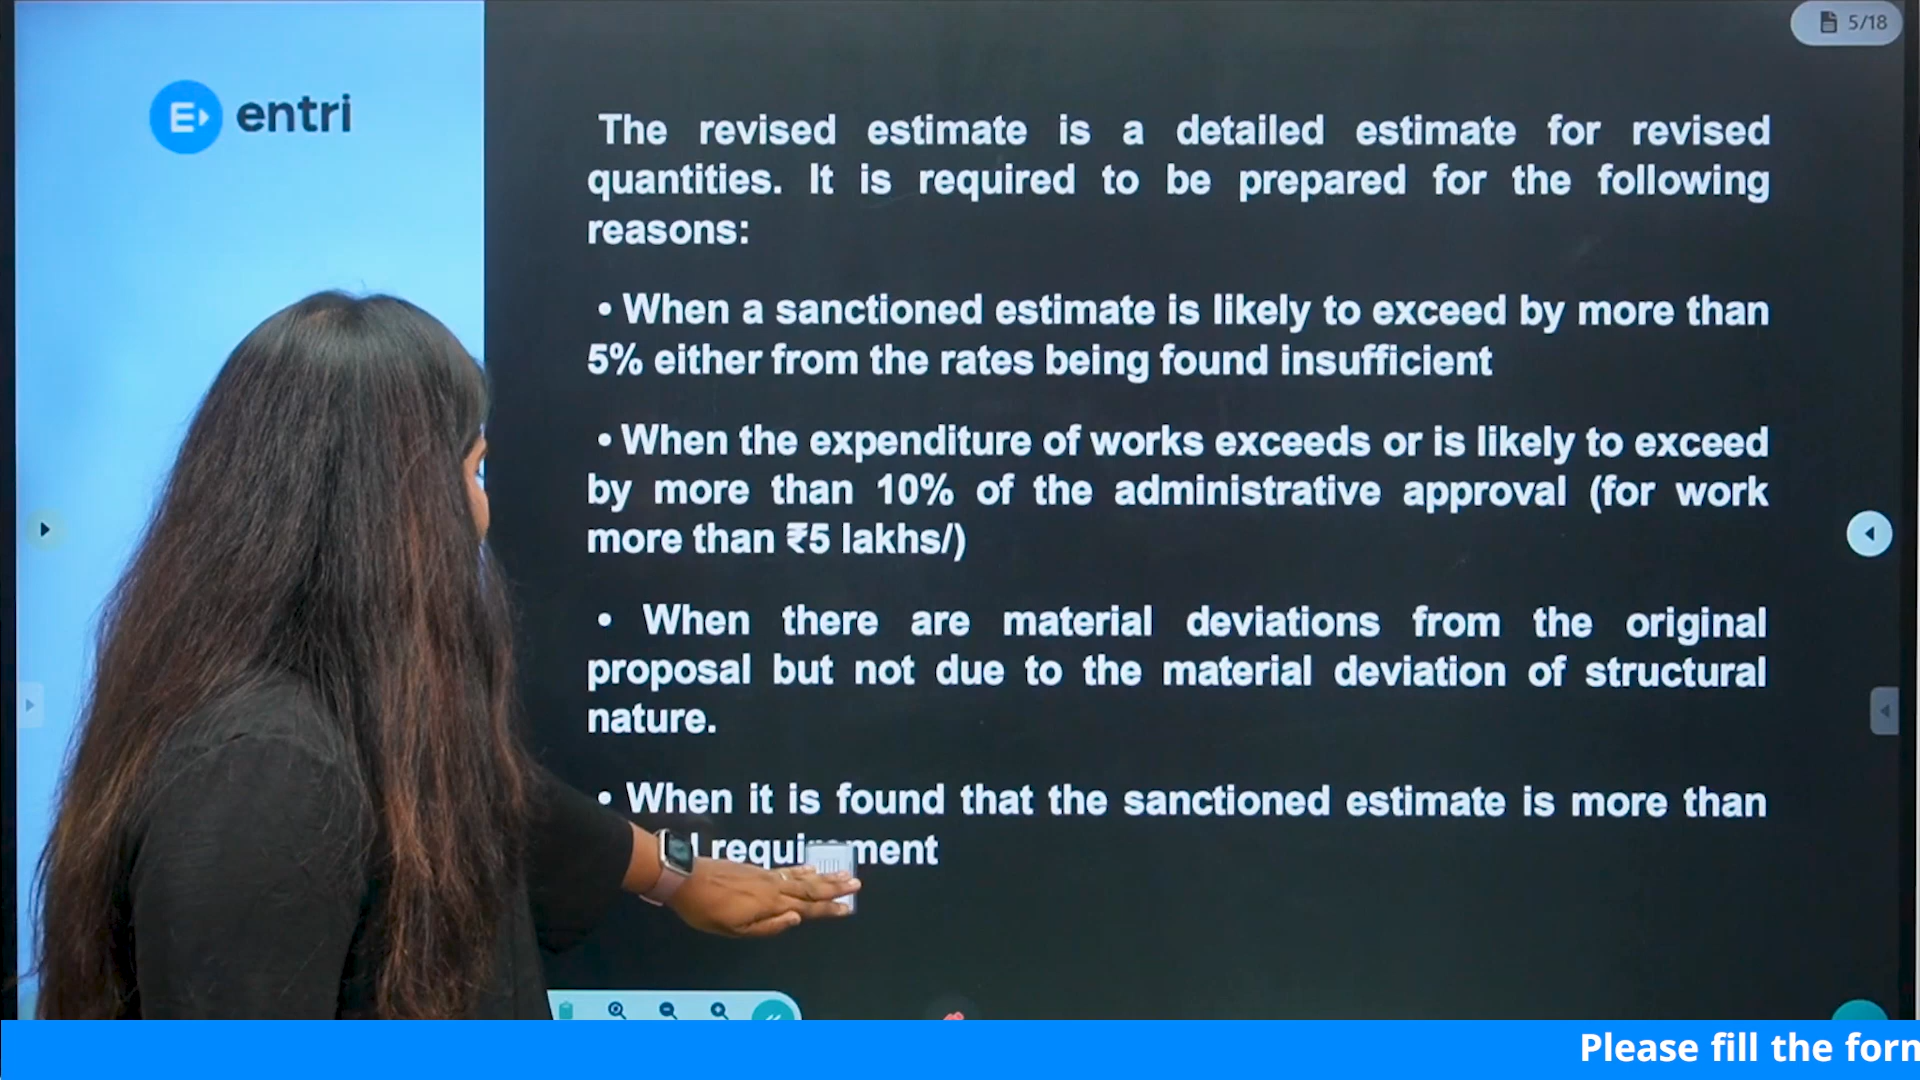 5/18
entri
The revised estimate is a detailed estimate for revised
quantities. It is required to be prepared for the following
reasons:
• When a sanctioned estimate is likely to exceed by more than
5% either from the rates being found insufficient
• When the expenditure of works exceeds or is likely to exceed
by more than 10% of the administrative approval (for work
more than ₹5 lakhs/)
• When there are material deviations from the original
proposal but not due to the material deviation of structural
nature.
• When it is found that the sanctioned estimate is more than
Please fill the form